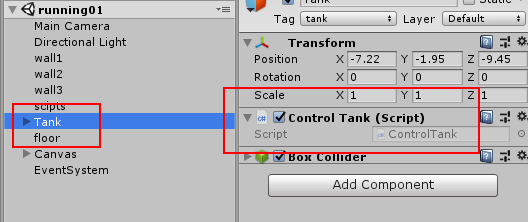 running01
Main Camera
Directional Light
wall1
wall2
wall3
scipts
Tank
floor
Canvas
EventSystem
Tank
Static
Tag tank Layer Default
Transform
Position X -7.22 Y -1.95 Z -9.45
Rotation X 0 Y 0 Z 0
Scale X 1 Y 1 Z 1
Control Tank (Script)
Script ControlTank
Box Collider
Add Component